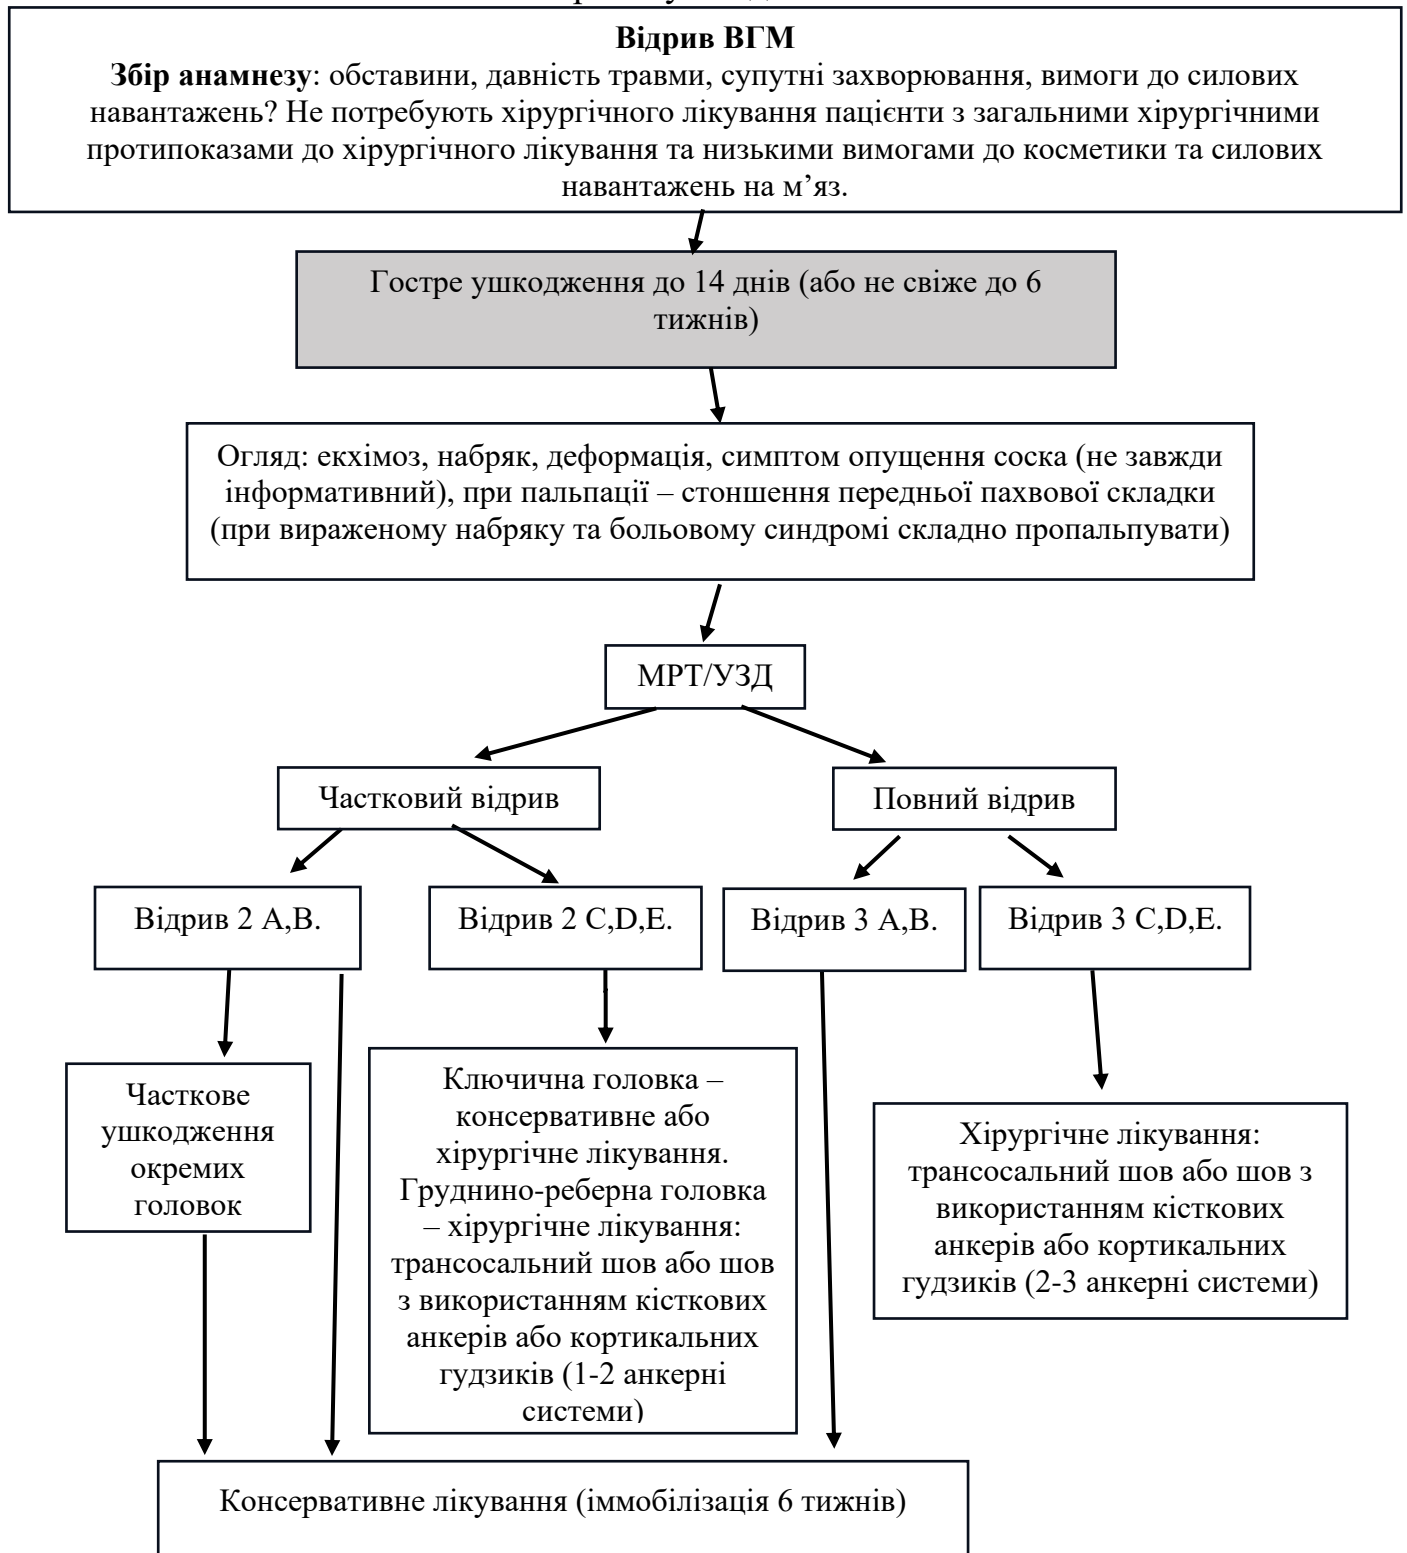 Відрив ВГМ
Збір анамнезу: обставини, давність травми, супутні захворювання, вимоги до силових
навантажень? Не потребують хірургічного лікування пацієнти з загальними хірургічними
протипоказами до хірургічного лікування та низькими вимогами до косметики та силових
навантажень на м’яз.
Гостре ушкодження до 14 днів (або не свіже до 6
тижнів)
Огляд: екхімоз, набряк, деформація, симптом опущення соска (не завжди
інформативний), при пальпації – стоншення передньої пахвової складки
(при вираженому набряку та больовому синдромі складно пропальпувати)
МРТ/УЗД
Частковий відрив
Повний відрив
Відрив 2 A,B.
Відрив 2 C,D,E.
Відрив 3 A,B.
Відрив 3 C,D,E.
Часткове
ушкодження
окремих
головок
Ключична головка –
консервативне або
хірургічне лікування.
Груднино-реберна головка
– хірургічне лікування:
трансосальний шов або шов
з використанням кісткових
анкерів або кортикальних
гудзиків (1-2 анкерні
системи)
Хірургічне лікування:
трансосальний шов або шов з
використанням кісткових
анкерів або кортикальних
гудзиків (2-3 анкерні системи)
Консервативне лікування (іммобілізація 6 тижнів)